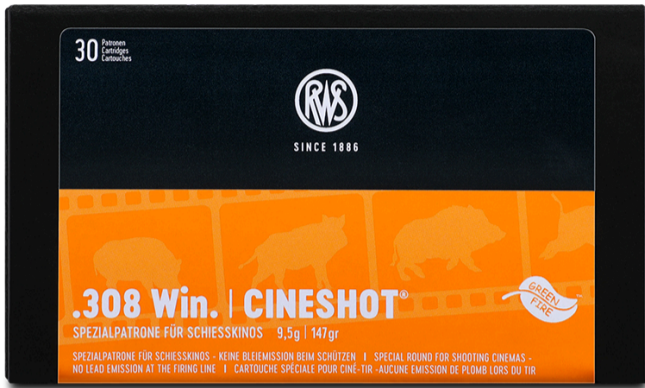 30 Patronen
Cartridges
Cartouches
RWS
SINCE 1886
.308 Win. | CINESHOT®
SPEZIALPATRONE FÜR SCHIESSKINOS 9,5g | 147gr
GREEN
FIRE
SPEZIALPATRONE FÜR SCHIESSKINOS - KEINE BLEIEMISSION BEIM SCHÜTZEN | SPECIAL ROUND FOR SHOOTING CINEMAS -
NO LEAD EMISSION AT THE FIRING LINE | CARTOUCHE SPÉCIALE POUR CINÉ-TIR -AUCUNE EMISSION DE PLOMB LORS DU TIR